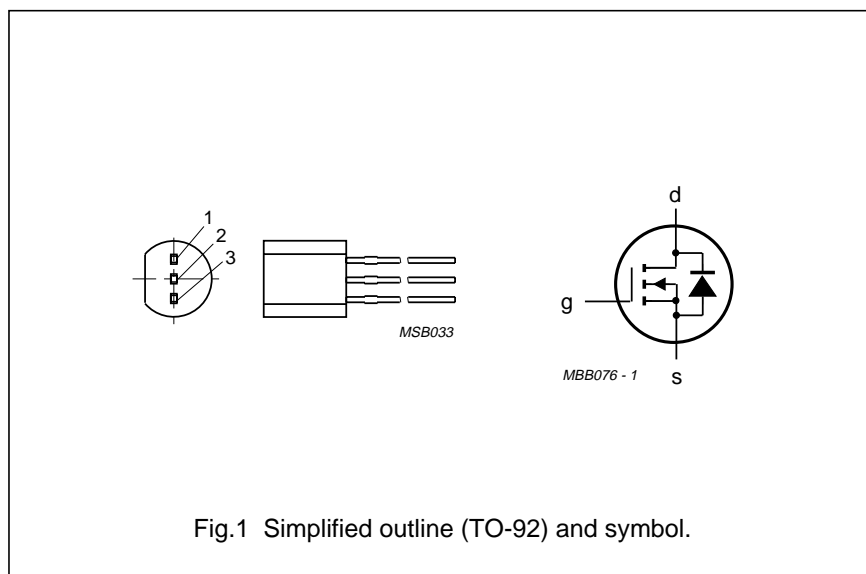 1
2
3
MSB033
d
g
MBB076 - 1
s
Fig.1 Simplified outline (TO-92) and symbol.